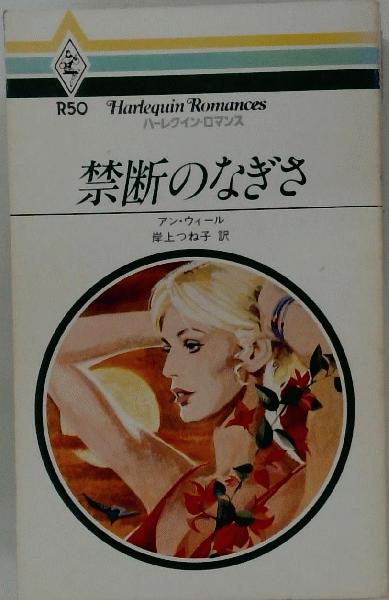 R50
Harlequin Romances
ハーレクイン・ロマンス
禁断のなぎさ
アン・ウィール
岸上つね子 訳